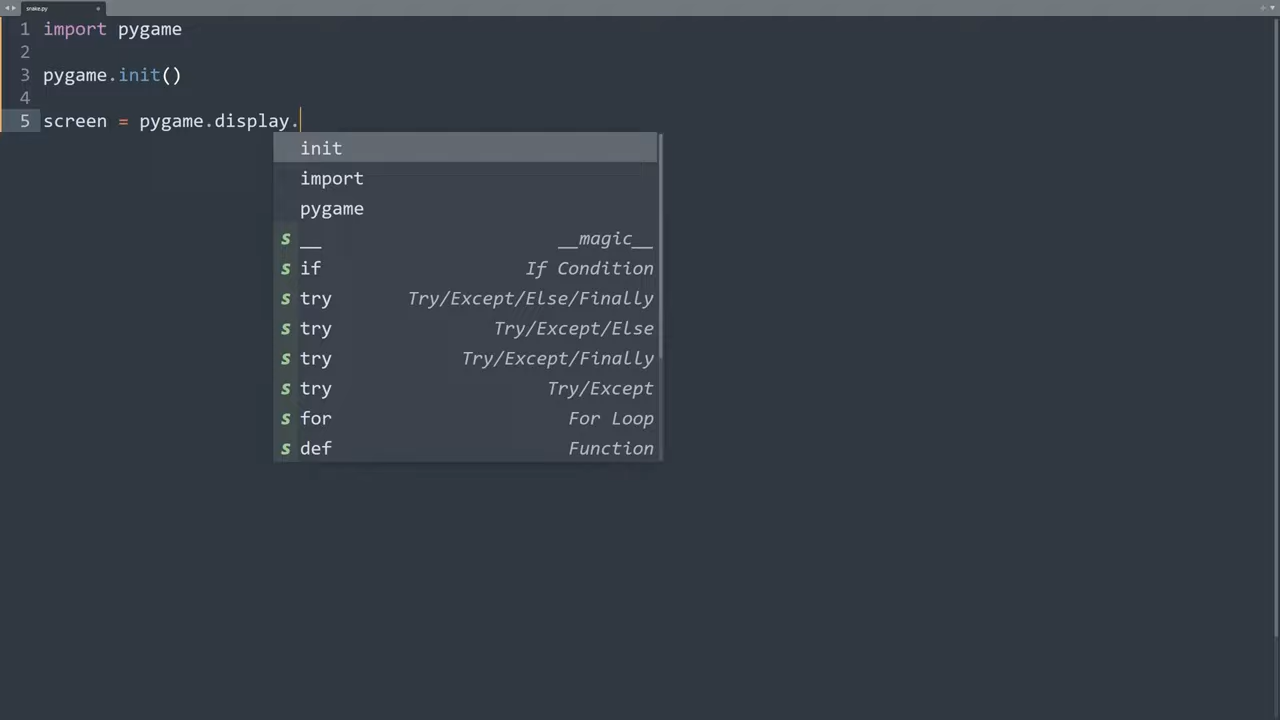 snake.py
1 import pygame
2
3 pygame.init()
4
5 screen = pygame.display.
init
import
pygame
s __ __magic__
s if If Condition
s try Try/Except/Else/Finally
s try Try/Except/Else
s try Try/Except/Finally
s try Try/Except
s for For Loop
s def Function